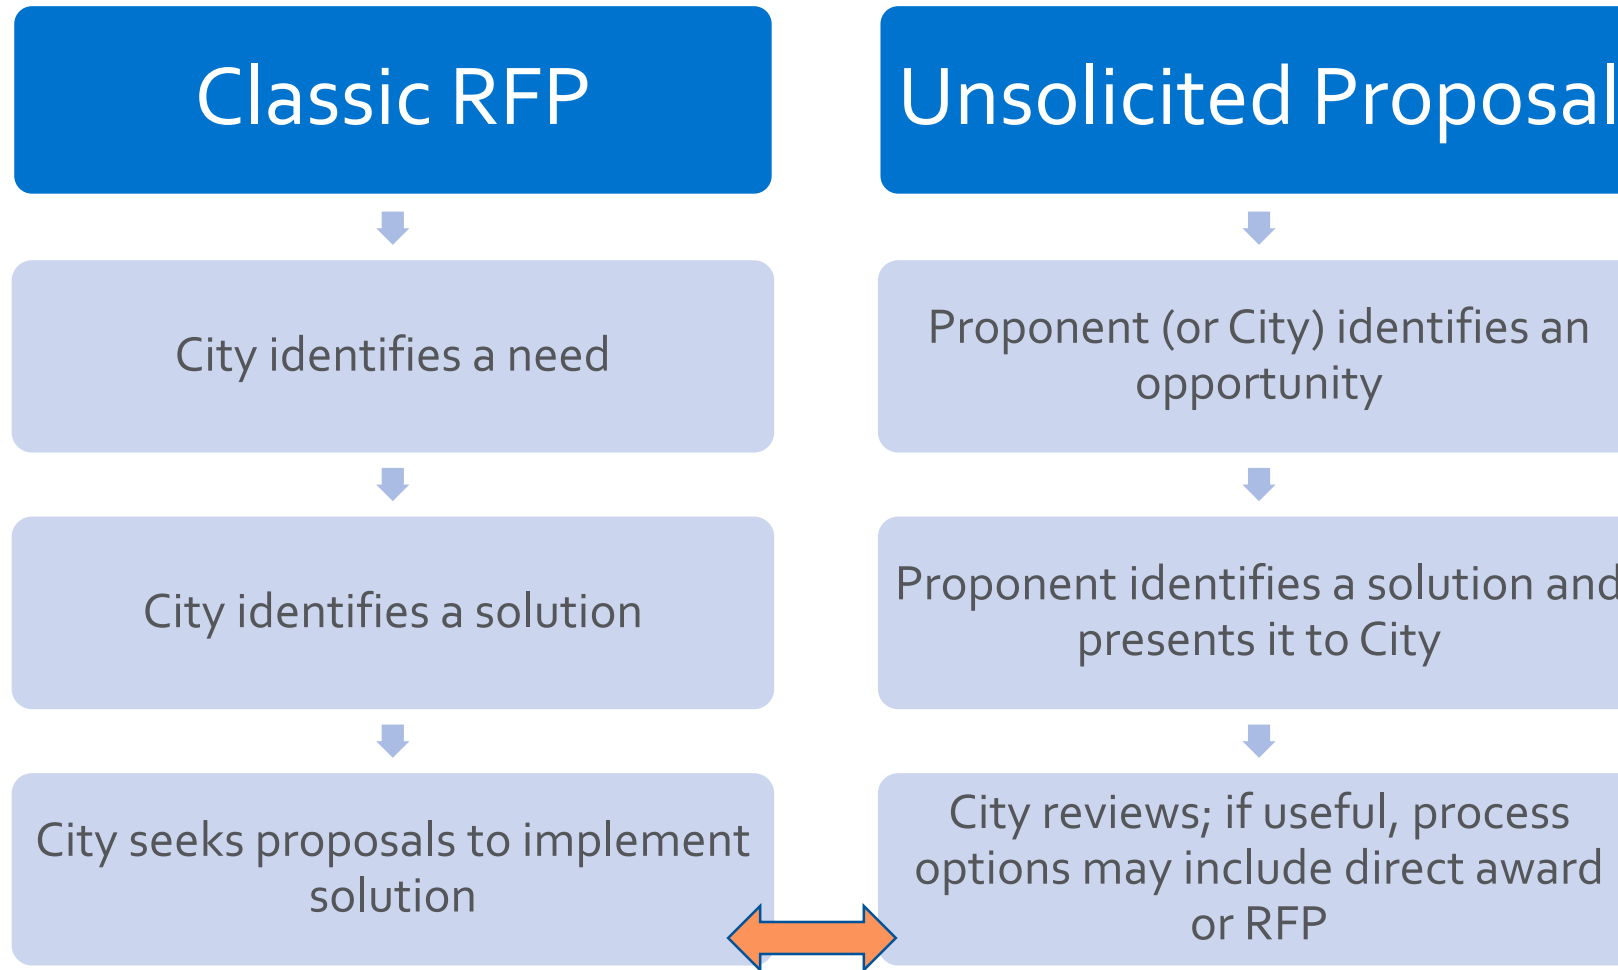 Classic RFP
City identifies a need
City identifies a solution
City seeks proposals to implement
solution
Unsolicited Proposal
Proponent (or City) identifies an
opportunity
Proponent identifies a solution and
presents it to City
City reviews; if useful, process
options may include direct award
or RFP